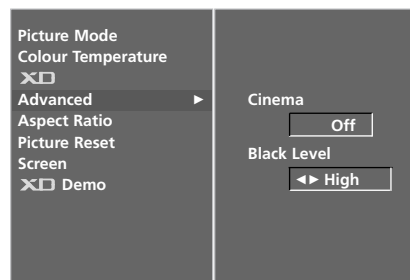 Picture Mode
Colour Temperature
XD
Advanced ►
Aspect Ratio
Picture Reset
Screen
XD Demo
Cinema
Off
Black Level
◄► High